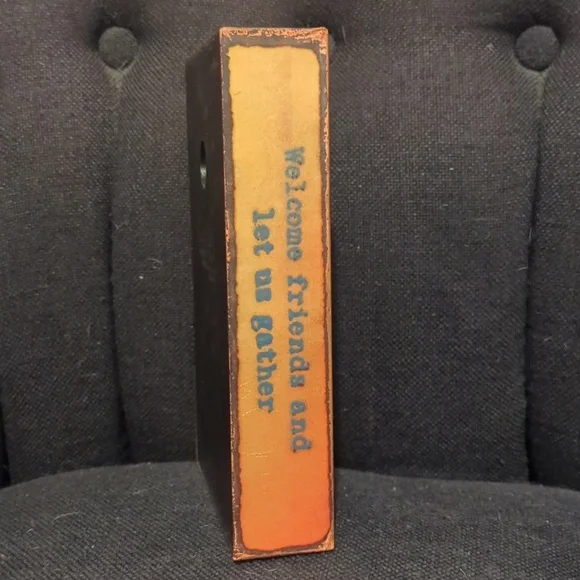 Welcome friends and
let us gather